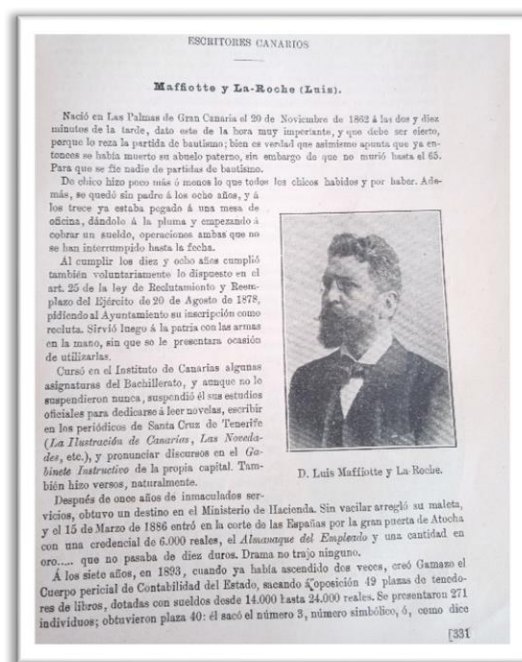 ESCRITORES CANARIOS
Maffiotte y La-Roche (Luis).
Nació en Las Palmas de Gran Canaria el 20 de Noviembre de 1862 á las dos y diez
minutos de la tarde, dato este de la hora muy importante, y que debe ser cierto,
porque lo reza la partida de bautismo; bien es verdad que asimismo apunta que ya en-
tonces se había muerto su abuelo paterno, sin embargo de que no murió hasta el 65.
Para que se fíe nadie de partidas de bautismo.
De chico hizo poco más ó menos lo que todos los chicos habidos y por haber. Ade-
más, se quedó sin padre á los ocho años, y á
los trece ya estaba pegado á una mesa de
oficina, dándolo á la pluma y empezando á
cobrar un sueldo, operaciones ambas que no
se han interrumpido hasta la fecha.
Al cumplir los diez y ocho años cumplió
también voluntariamente lo dispuesto en el
art. 25 de la ley de Reclutamiento y Reem-
plazo del Ejército de 20 de Agosto de 1878,
pidiendo al Ayuntamiento su inscripción como
recluta. Sirvió luego á la patria con las armas
en la mano, sin que se le presentara ocasión
de utilizarlas.
Cursó en el Instituto de Canarias algunas
asignaturas del Bachillerato, y aunque no le
suspendieron nunca, suspendió él sus estudios
oficiales para dedicarse á leer novelas, escribir
en los periódicos de Santa Cruz de Tenerife
(La Ilustración de Canarias, Las Noveda-
des, etc.), y pronunciar discursos en el Ga-
binete Instructivo de la propia capital. Tam-
bién hizo versos, naturalmente.
D. Luis Maffiotte y La-Roche.
Después de once años de inmaculados ser-
vicios, obtuvo un destino en el Ministerio de Hacienda. Sin vacilar arregló su maleta,
y el 15 de Marzo de 1886 entró en la corte de las Españas por la gran puerta de Atocha
con una credencial de 6.000 reales, el Almanaque del Empleado y una cantidad en
oro..... que no pasaba de diez duros. Drama no trajo ninguno.
Á los siete años, en 1893, cuando ya había ascendido dos veces, creó Gamazo el
Cuerpo pericial de Contabilidad del Estado, sacando á oposición 49 plazas de tenedo-
res de libros, dotadas con sueldos desde 14.000 hasta 24.000 reales. Se presentaron 271
individuos; obtuvieron plaza 40: él sacó el número 3, número simbólico, ó, como dice
[331